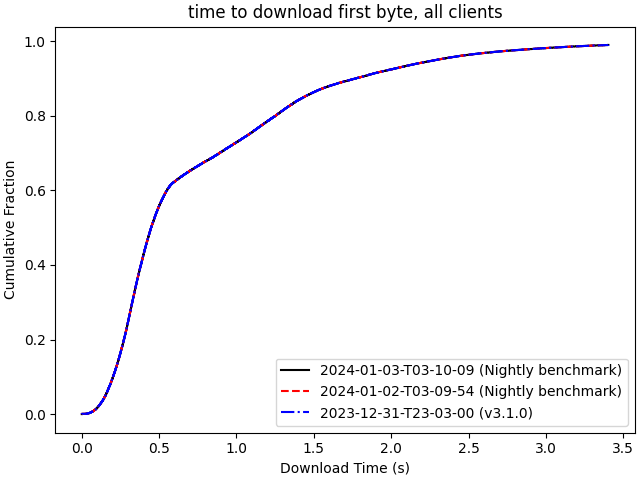 time to download first byte, all clients
Cumulative Fraction
1.0
0.8
0.6
0.4
0.2
0.0
2024-01-03-T03-10-09 (Nightly benchmark)
2024-01-02-T03-09-54 (Nightly benchmark)
2023-12-31-T23-03-00 (v3.1.0)
0.0 0.5 1.0 1.5 2.0 2.5 3.0 3.5
Download Time (s)